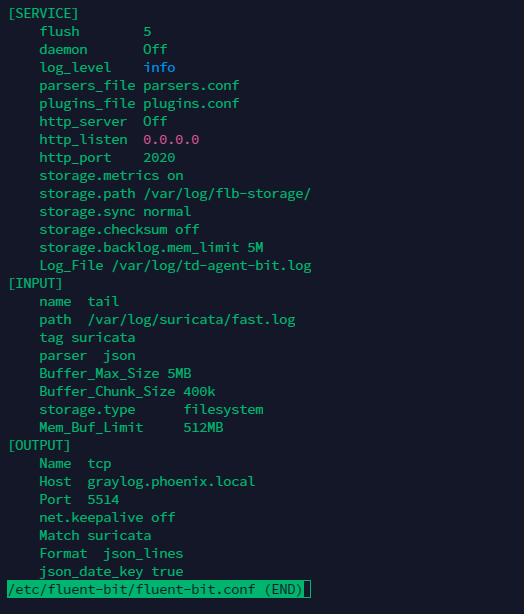 [SERVICE]
    flush        5
    daemon       Off
    log_level    info
    parsers_file parsers.conf
    plugins_file plugins.conf
    http_server  Off
    http_listen  0.0.0.0
    http_port    2020
    storage.metrics on
    storage.path /var/log/flb-storage/
    storage.sync normal
    storage.checksum off
    storage.backlog.mem_limit 5M
    Log_File /var/log/td-agent-bit.log
[INPUT]
    name  tail
    path  /var/log/suricata/fast.log
    tag suricata
    parser  json
    Buffer_Max_Size 5MB
    Buffer_Chunk_Size 400k
    storage.type      filesystem
    Mem_Buf_Limit     512MB
[OUTPUT]
    Name  tcp
    Host  graylog.phoenix.local
    Port  5514
    net.keepalive off
    Match suricata
    Format  json_lines
    json_date_key true
/etc/fluent-bit/fluent-bit.conf (END)